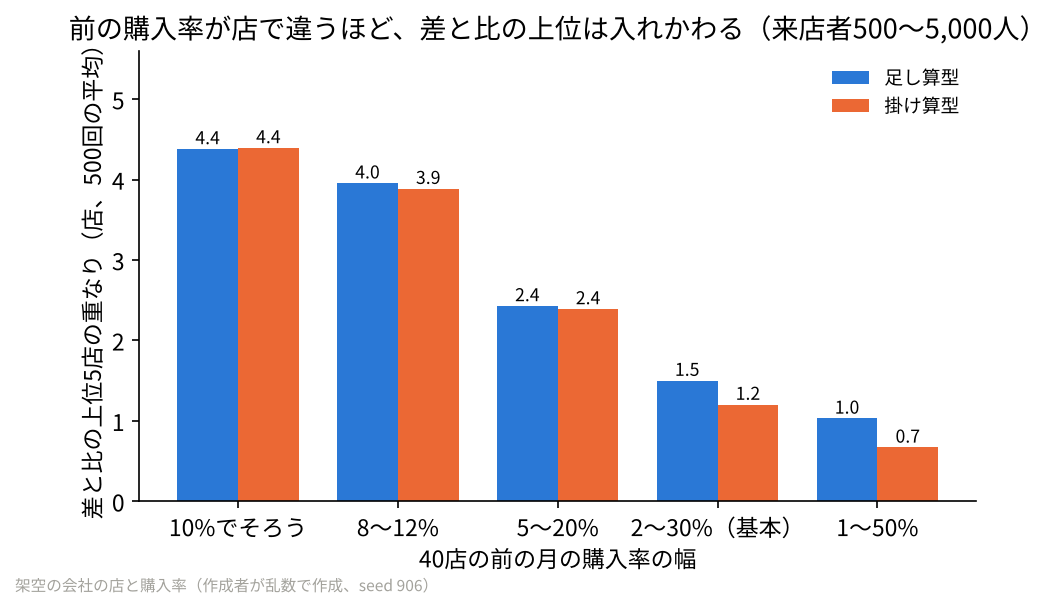 前の購入率が店で違うほど、差と比の上位は入れかわる（来店者500〜5,000人）
差と比の上位5店の重なり（店、500回の平均）
足し算型
掛け算型
5
4
3
2
1
0
4.4
4.4
4.0
3.9
2.4
2.4
1.5
1.2
1.0
0.7
10%でそろう
8〜12%
5〜20%
2〜30%（基本）
1〜50%
40店の前の月の購入率の幅
架空の会社の店と購入率（作成者が乱数で作成、seed 906）